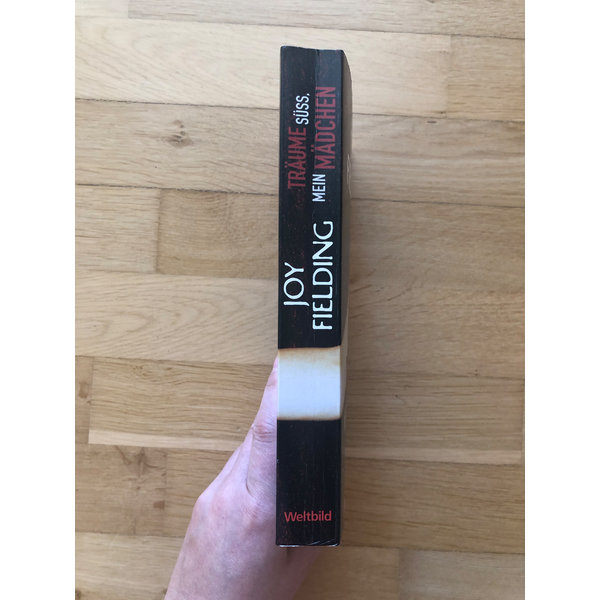 TRÄUME SÜSS,
MEIN MÄDCHEN
JOY
FIELDING
Weltbild